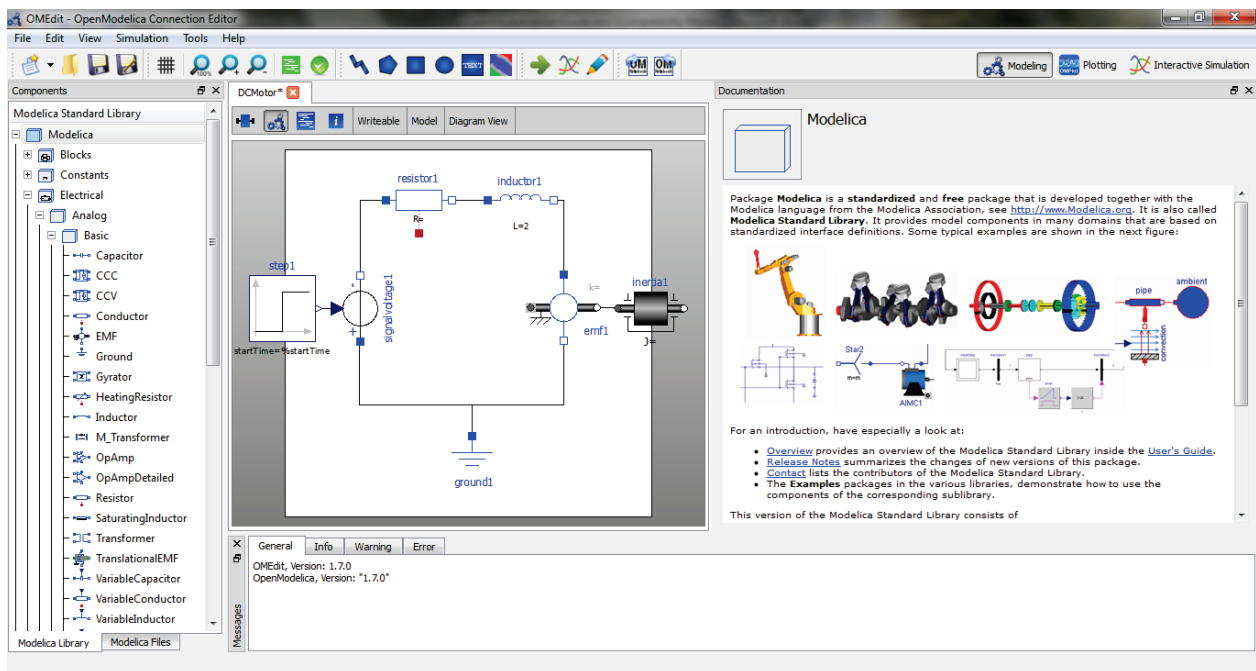 OMEdit - OpenModelica Connection Editor
File Edit View Simulation Tools Help
100%
TEXT
OM
OM
Modeling
Plotting
Interactive Simulation
Components
Modelica Standard Library
Modelica
Blocks
Constants
Electrical
Analog
Basic
Capacitor
CCC
CCV
Conductor
EMF
Ground
Gyrator
HeatingResistor
Inductor
M_Transformer
OpAmp
OpAmpDetailed
Resistor
SaturatingInductor
Transformer
TranslationalEMF
VariableCapacitor
VariableConductor
VariableInductor
Modelica Library
Modelica Files
DCMotor*
Writeable Model Diagram View
resistor1
R=
inductor1
L=2
step1
startTime=%startTime
signalvoltage1
k=
emf1
inertia1
J=
ground1
Documentation
Modelica
Package Modelica is a standardized and free package that is developed together with the
Modelica language from the Modelica Association, see http://www.Modelica.org. It is also called
Modelica Standard Library. It provides model components in many domains that are based on
standardized interface definitions. Some typical examples are shown in the next figure:
pipe
ambient
convection
Star2
m=m
AIMC1
For an introduction, have especially a look at:
Overview provides an overview of the Modelica Standard Library inside the User's Guide.
Release Notes summarizes the changes of new versions of this package.
Contact lists the contributors of the Modelica Standard Library.
The Examples packages in the various libraries, demonstrate how to use the
components of the corresponding sublibrary.
This version of the Modelica Standard Library consists of
Messages
General Info Warning Error
OMEdit, Version: 1.7.0
OpenModelica, Version: "1.7.0"